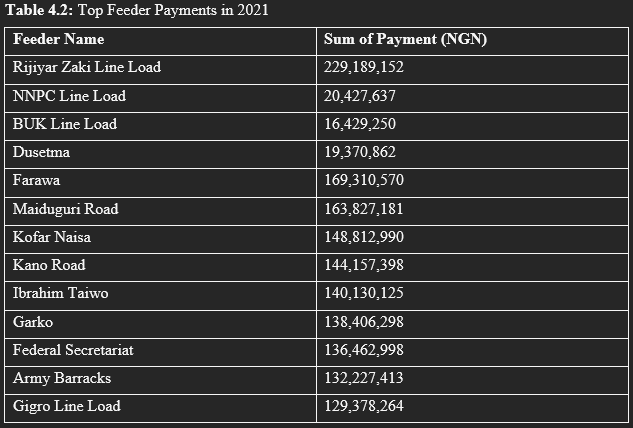 Table 4.2: Top Feeder Payments in 2021
Feeder Name Sum of Payment (NGN)
Rijiyar Zaki Line Load 229,189,152
NNPC Line Load 20,427,637
BUK Line Load 16,429,250
Dusetma 19,370,862
Farawa 169,310,570
Maiduguri Road 163,827,181
Kofar Naisa 148,812,990
Kano Road 144,157,398
Ibrahim Taiwo 140,130,125
Garko 138,406,298
Federal Secretariat 136,462,998
Army Barracks 132,227,413
Gigro Line Load 129,378,264